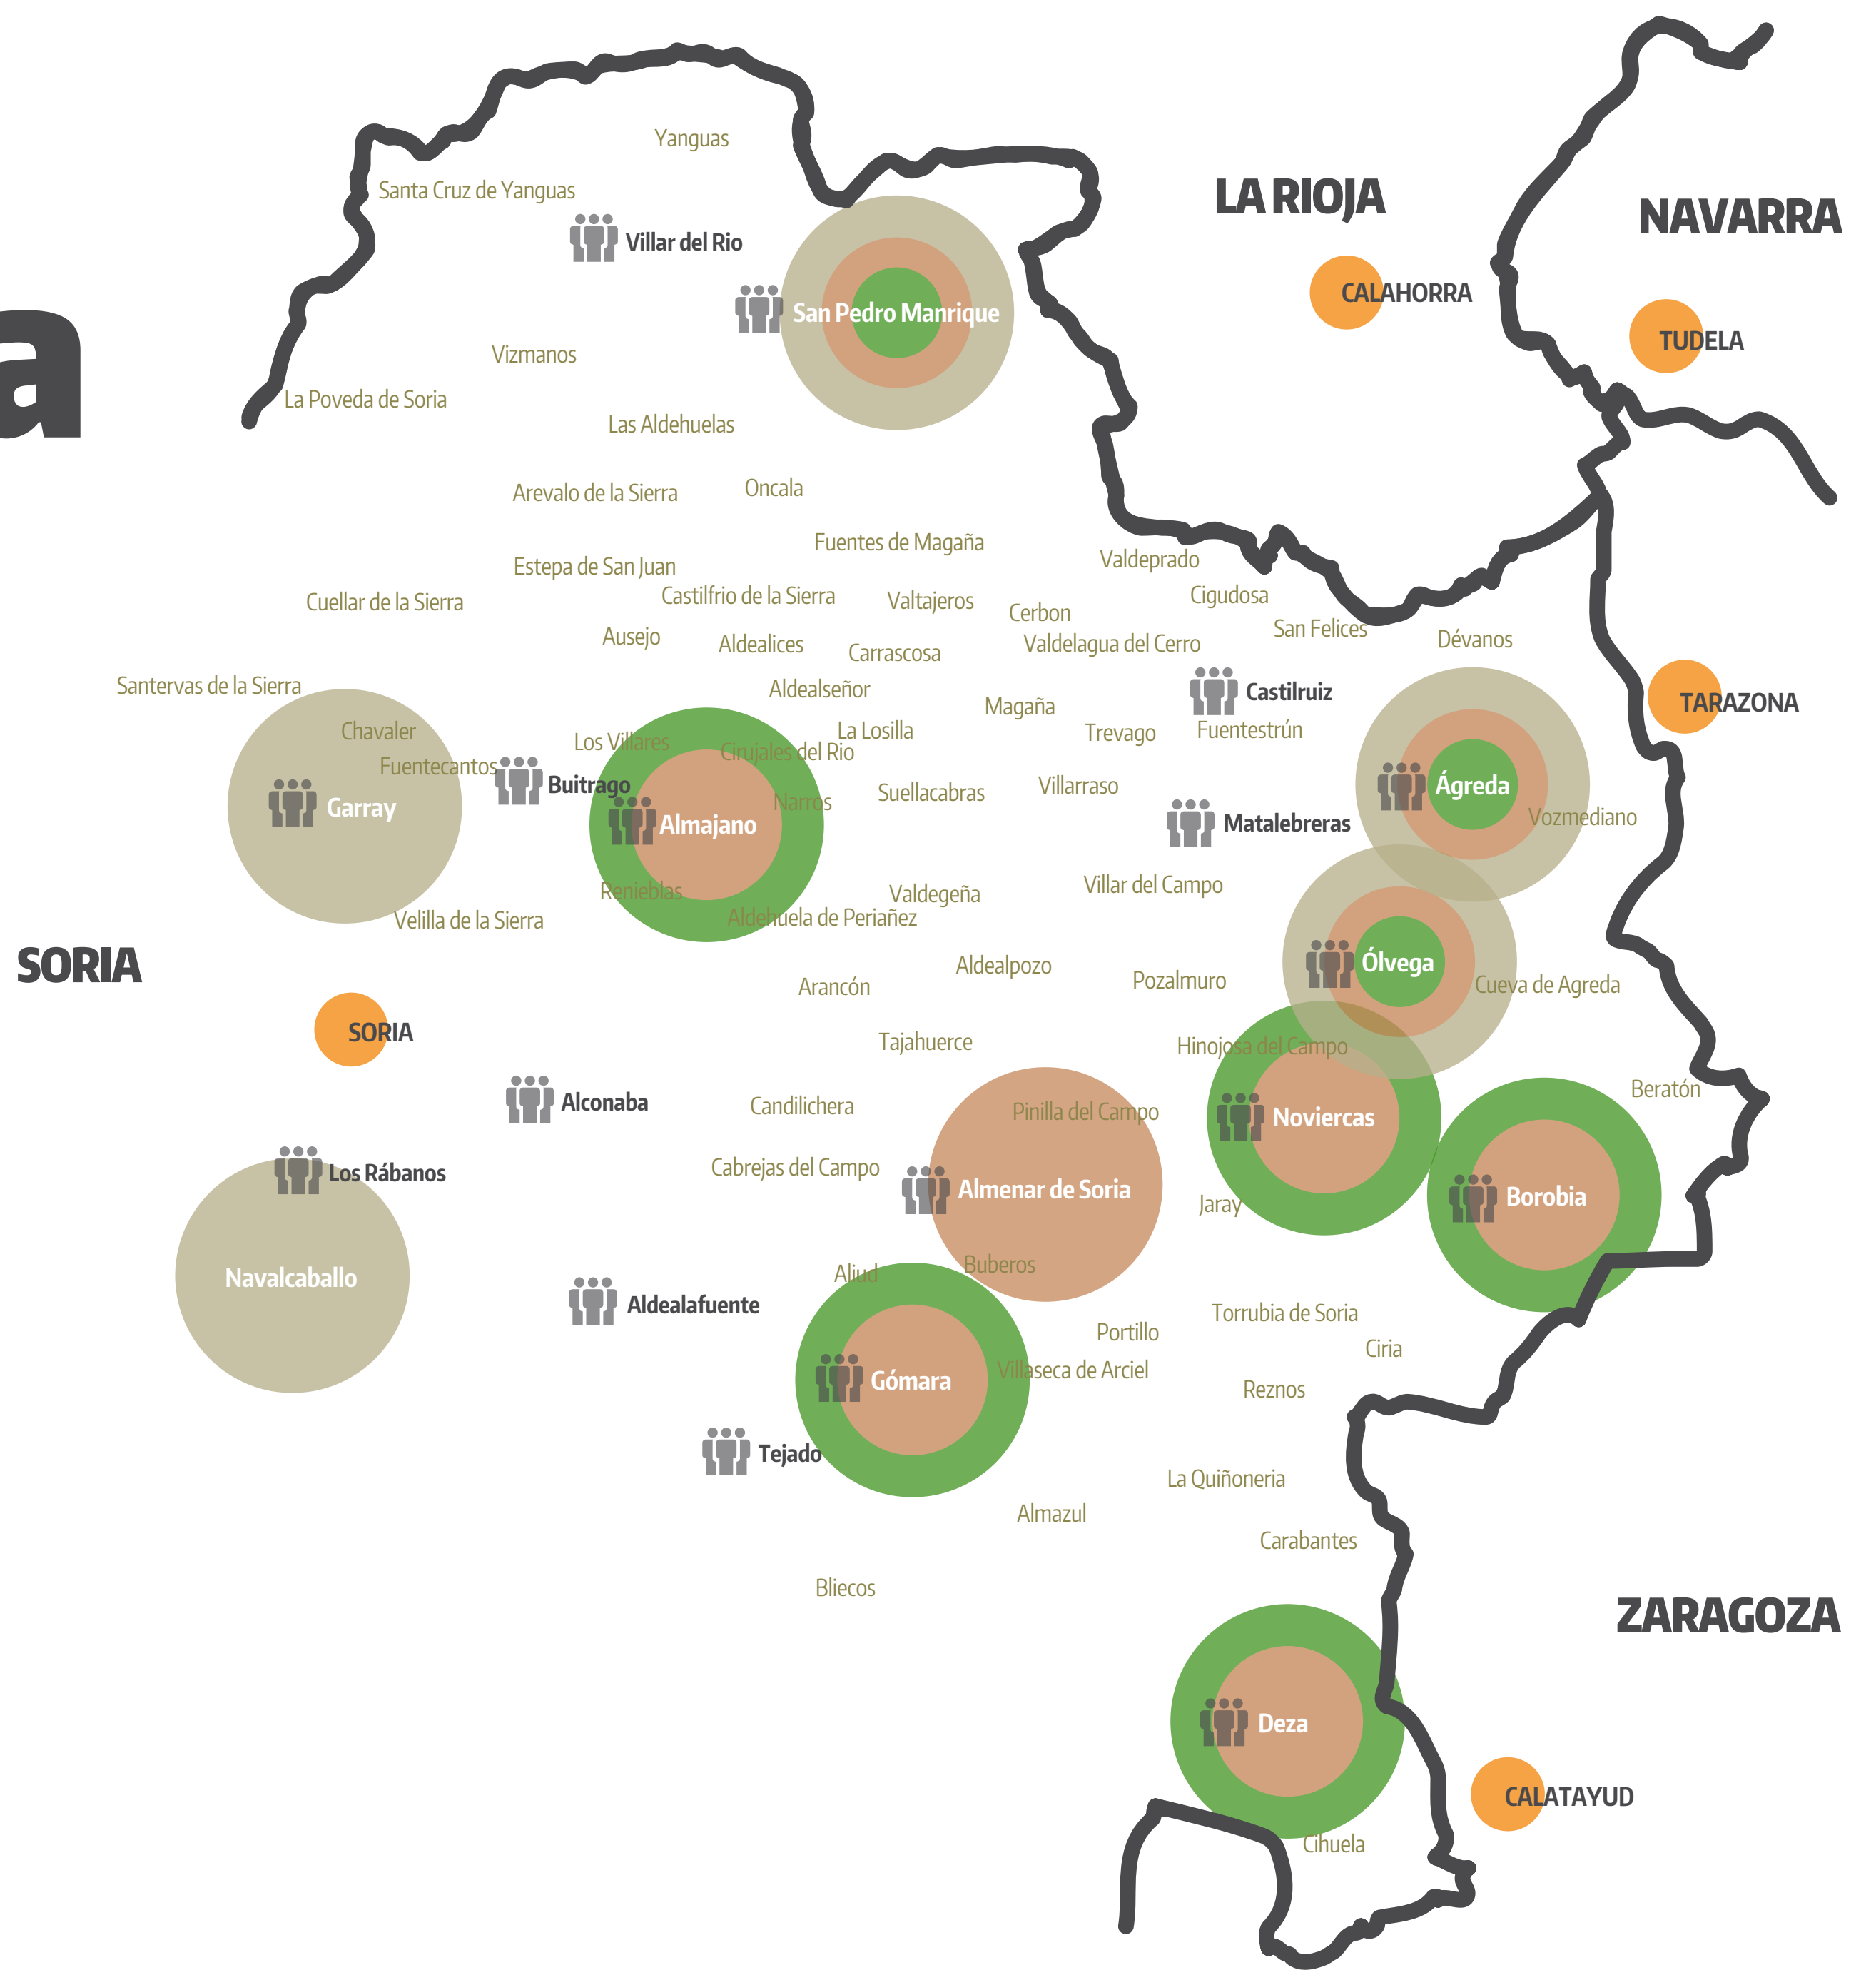 Yanguas
Santa Cruz de Yanguas
LA RIOJA
NAVARRA
Villar del Rio
CALAHORRA
San Pedro Manrique
TUDELA
a
Vizmanos
La Poveda de Soria
Las Aldehuelas
Arevalo de la Sierra
Oncala
Fuentes de Magaña
Valdeprado
Estepa de San Juan
Castilfrio de la Sierra
Cigudosa
Cuellar de la Sierra
Valtajeros
Cerbon
San Felices
Ausejo
Aldealices
Valdelagua del Cerro
Dévanos
Carrascosa
Santervas de la Sierra
Aldealseñor
Castilruiz
TARAZONA
Magaña
Chavaler
La Losilla
Trevago
Fuentestrún
Los Villares
Cirujales del Rio
Fuentecantos
Buitrago
Suellacabras
Villarraso
Ágreda
Garray
Narros
Almajano
Matalebreras
Vozmediano
Renieblas
Valdegeña
Villar del Campo
Velilla de la Sierra
Aldehuela de Periañez
SORIA
Aldealpozo
Ólvega
Arancón
Pozalmuro
Cueva de Agreda
SORIA
Tajahuerce
Hinojosa del Campo
Alconaba
Candilichera
Pinilla del Campo
Noviercas
Beratón
Los Rábanos
Cabrejas del Campo
Almenar de Soria
Jaray
Borobia
Navalcaballo
Aliud
Buberos
Aldealafuente
Torrubia de Soria
Portillo
Ciria
Gómara
Villaseca de Arciel
Reznos
Tejado
La Quiñoneria
Almazul
Carabantes
Bliecos
ZARAGOZA
Deza
CALATAYUD
Cihuela